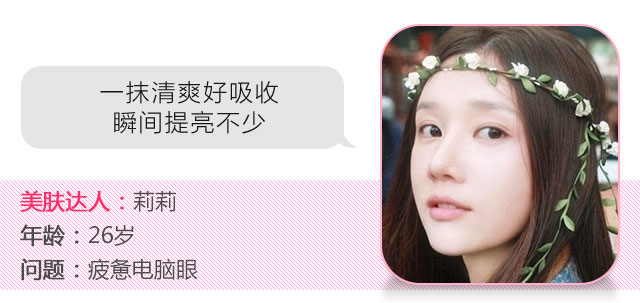 一抹清爽好吸收
瞬间提亮不少
美肤达人：莉莉
年龄：26岁
问题：疲惫电脑眼